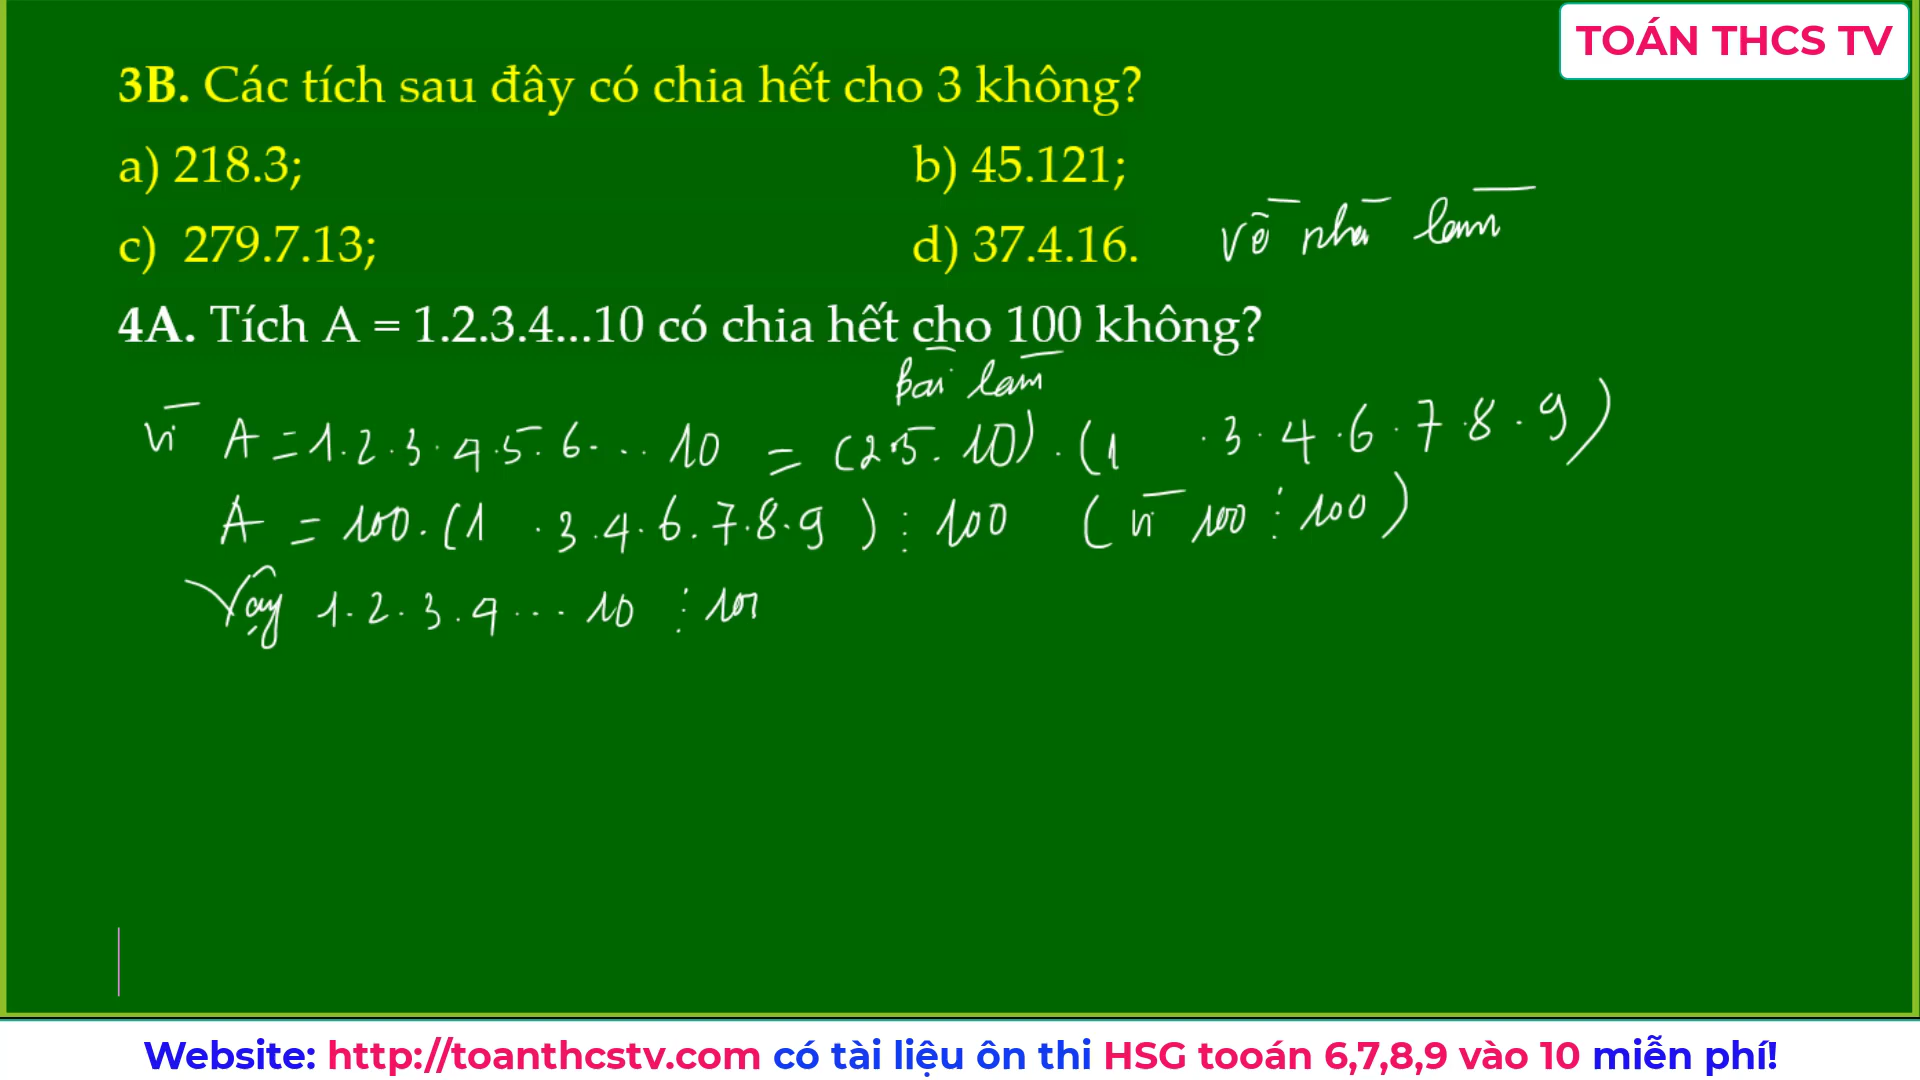 TOÁN THCS TV
3B. Các tích sau đây có chia hết cho 3 không?
a) 218.3; b) 45.121;
c) 279.7.13; d) 37.4.16. Về nhà làm
4A. Tích A = 1.2.3.4...10 có chia hết cho 100 không?
Bài làm
Vì A = 1.2.3.4.5.6...10 = (2.5.10).(1.3.4.6.7.8.9)
A = 100.(1.3.4.6.7.8.9) ⋮ 100 (vì 100 ⋮ 100)
Vậy 1.2.3.4...10 ⋮
Website: http://toanthcstv.com có tài liệu ôn thi HSG tooán 6,7,8,9 vào 10 miễn phí!